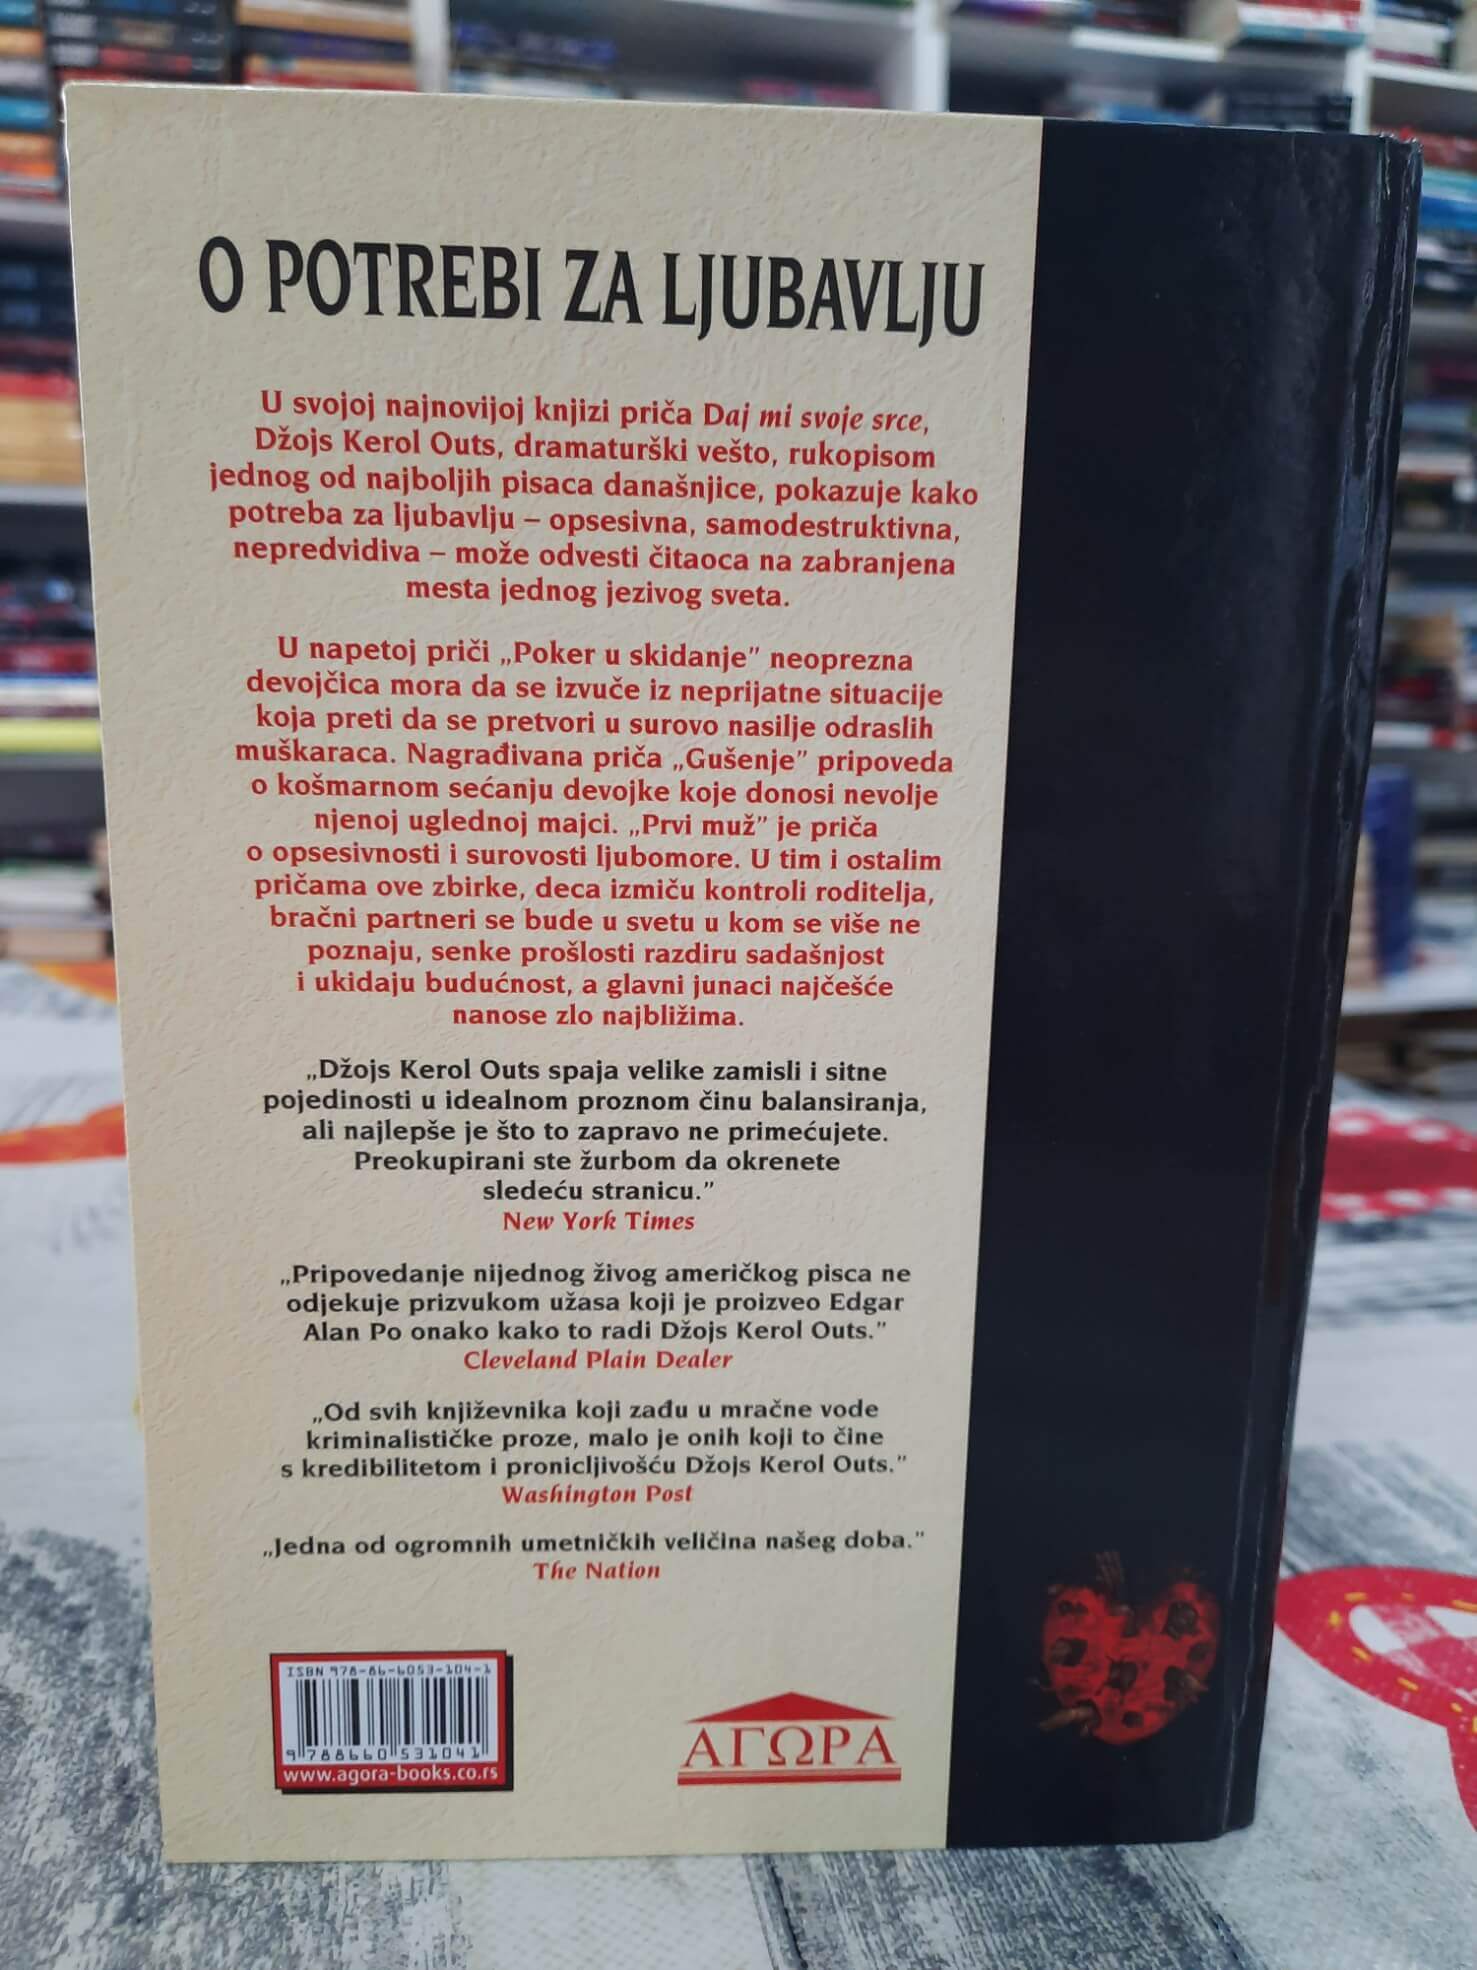 O POTREBI ZA LJUBAVLJU
U svojoj najnovijoj knjizi priča Daj mi svoje srce,
Džojs Kerol Outs, dramaturški vešto, rukopisom
jednog od najboljih pisaca današnjice, pokazuje kako
potreba za ljubavlju – opsesivna, samodestruktivna,
nepredvidiva – može odvesti čitaoca na zabranjena
mesta jednog jezivog sveta.
U napetoj priči „Poker u skidanje” neoprezna
devojčica mora da se izvuče iz neprijatne situacije
koja preti da se pretvori u surovo nasilje odraslih
muškaraca. Nagrađivana priča „Gušenje” pripoveda
o košmarnom sećanju devojke koje donosi nevolje
njenoj uglednoj majci. „Prvi muž” je priča
o opsesivnosti i surovosti ljubomore. U tim i ostalim
pričama ove zbirke, deca izmiču kontroli roditelja,
bračni partneri se bude u svetu u kom se više ne
poznaju, senke prošlosti razdiru sadašnjost
i ukidaju budućnost, a glavni junaci najčešće
nanose zlo najbližima.
„Džojs Kerol Outs spaja velike zamisli i sitne
pojedinosti u idealnom proznom činu balansiranja,
ali najlepše je što to zapravo ne primećujete.
Preokupirani ste žurbom da okrenete
sledeću stranicu.”
New York Times
„Pripovedanje nijednog živog američkog pisca ne
odjekuje prizvukom užasa koji je proizveo Edgar
Alan Po onako kako to radi Džojs Kerol Outs.”
Cleveland Plain Dealer
„Od svih književnika koji zađu u mračne vode
kriminalističke proze, malo je onih koji to čine
s kredibilitetom i pronicljivošću Džojs Kerol Outs.”
Washington Post
„Jedna od ogromnih umetničkih veličina našeg doba.”
The Nation
ISBN 978-86-6053-104-1
9 788660 531041
www.agora-books.co.rs
ΑΓΩΡΑ